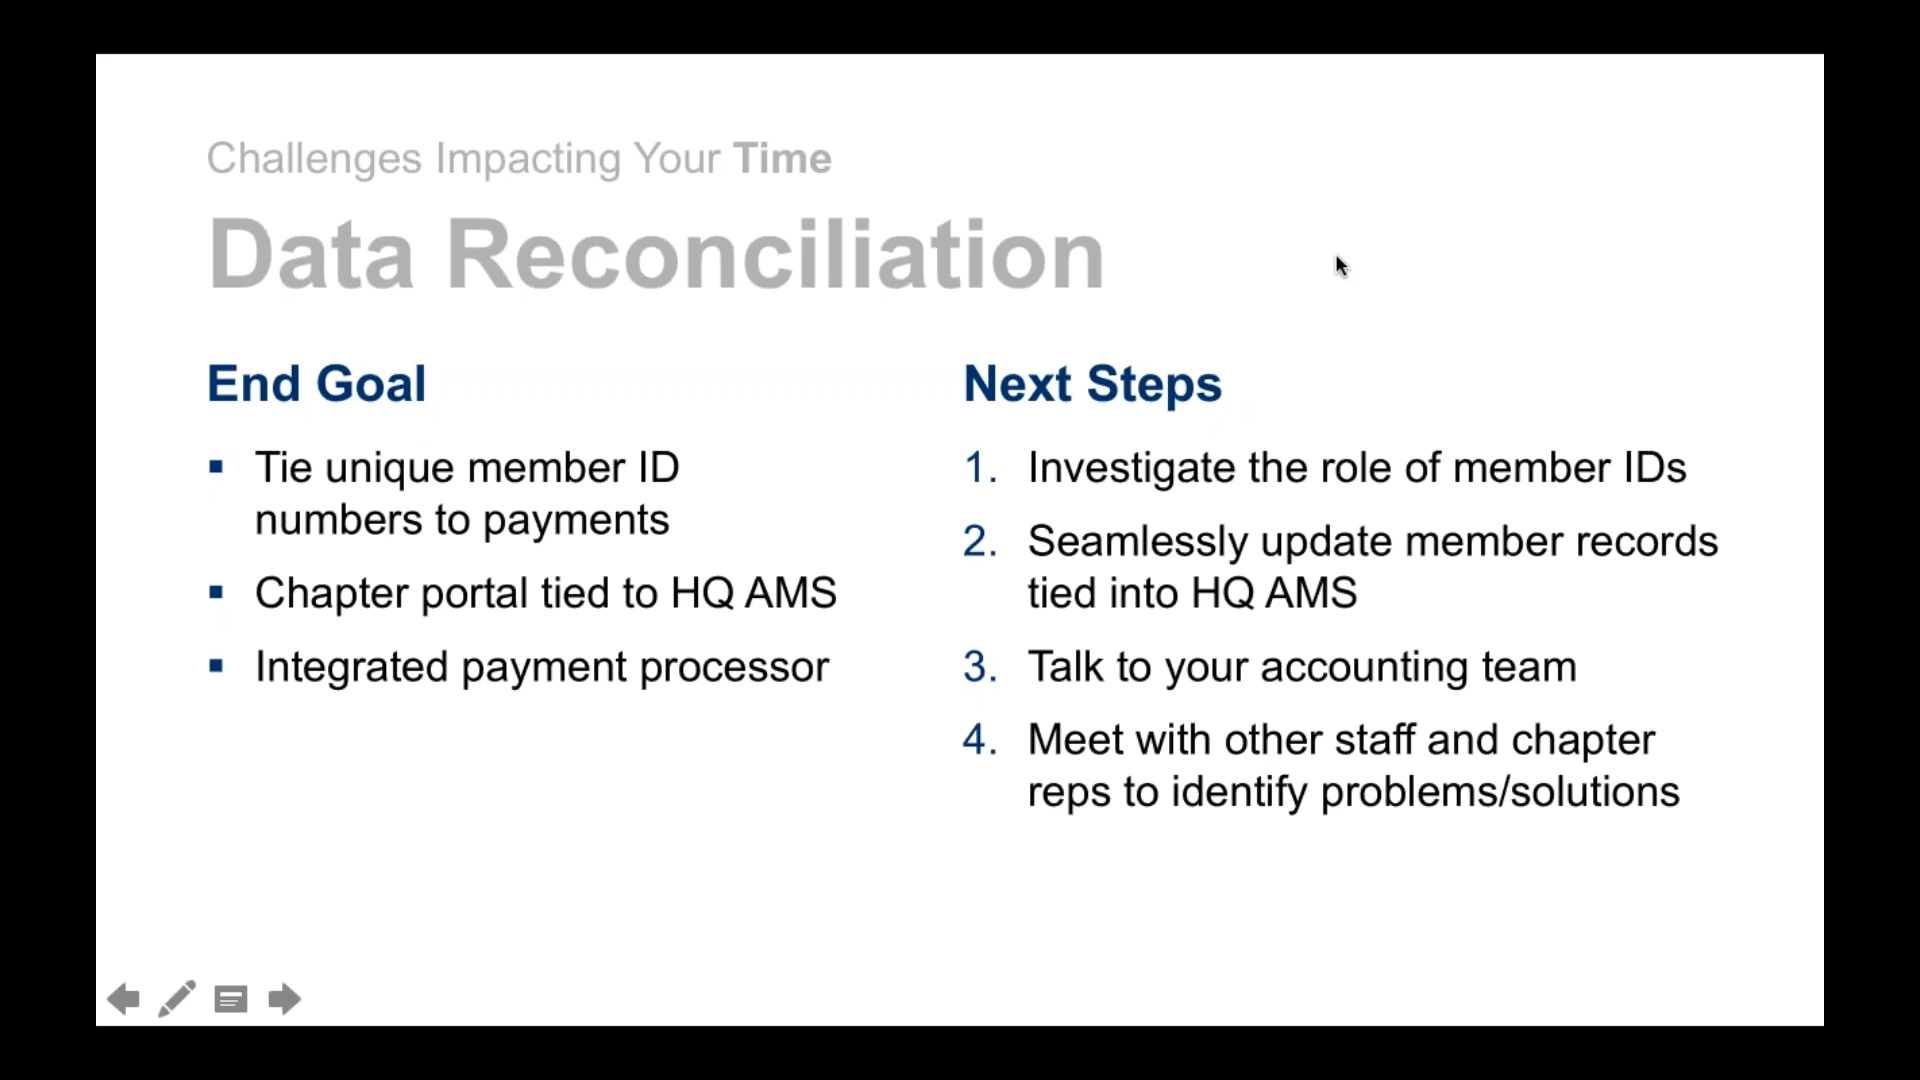 Challenges Impacting Your Time
Data Reconciliation
End Goal
▪ Tie unique member ID
numbers to payments
▪ Chapter portal tied to HQ AMS
▪ Integrated payment processor
Next Steps
1. Investigate the role of member IDs
2. Seamlessly update member records
tied into HQ AMS
3. Talk to your accounting team
4. Meet with other staff and chapter
reps to identify problems/solutions